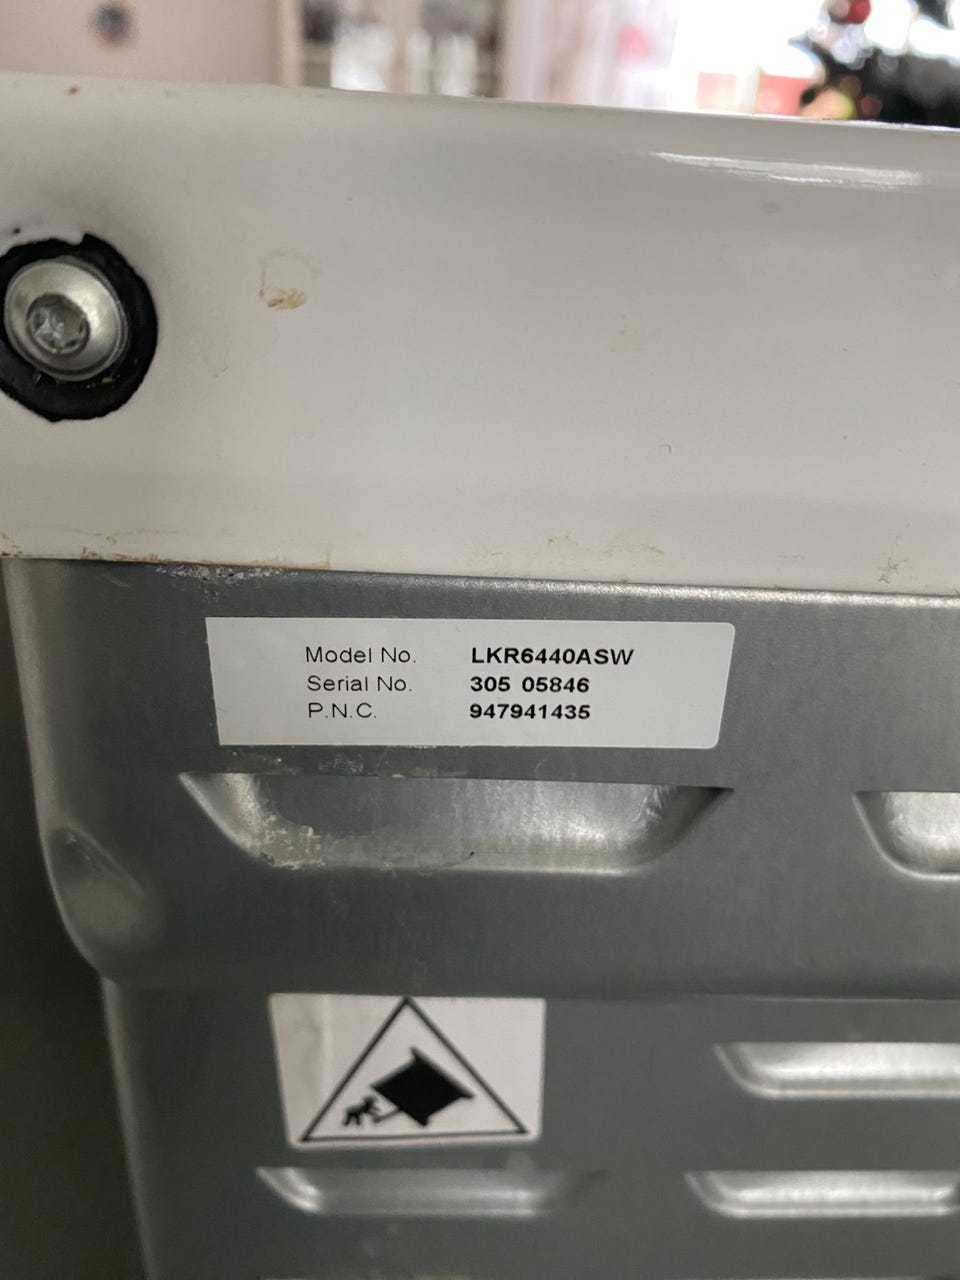 Model No. LKR6440ASW
Serial No. 305 05846
P.N.C. 947941435